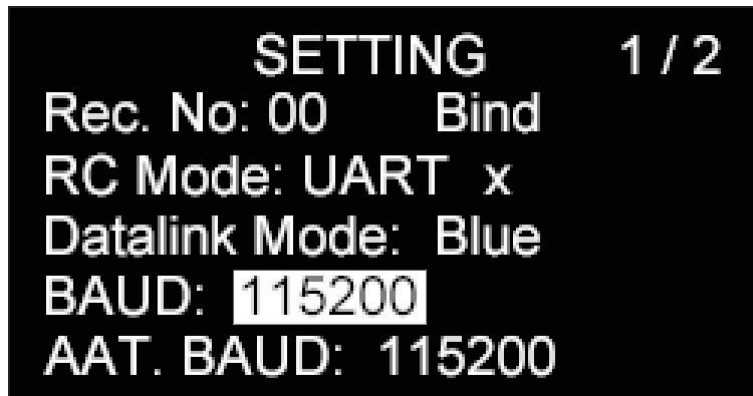 SETTING 1 / 2
Rec. No: 00 Bind
RC Mode: UART x
Datalink Mode: Blue
BAUD: 115200
AAT. BAUD: 115200